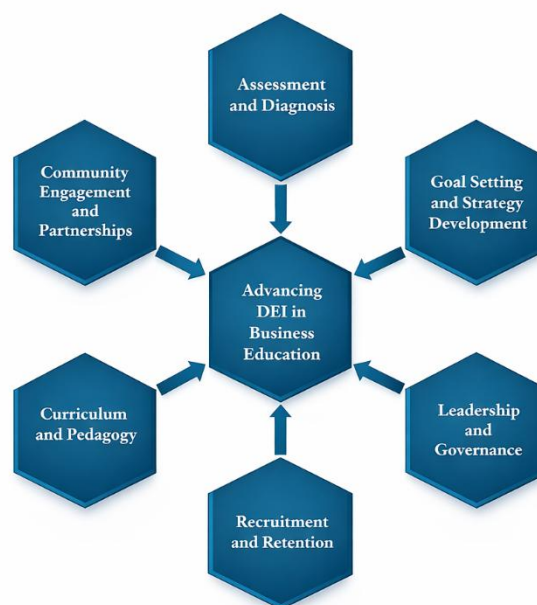 Assessment
and Diagnosis
Community
Engagement
and
Partnerships
Goal Setting
and Strategy
Development
Advancing
DEI in
Business
Education
Curriculum
and Pedagogy
Leadership
and
Governance
Recruitment
and Retention